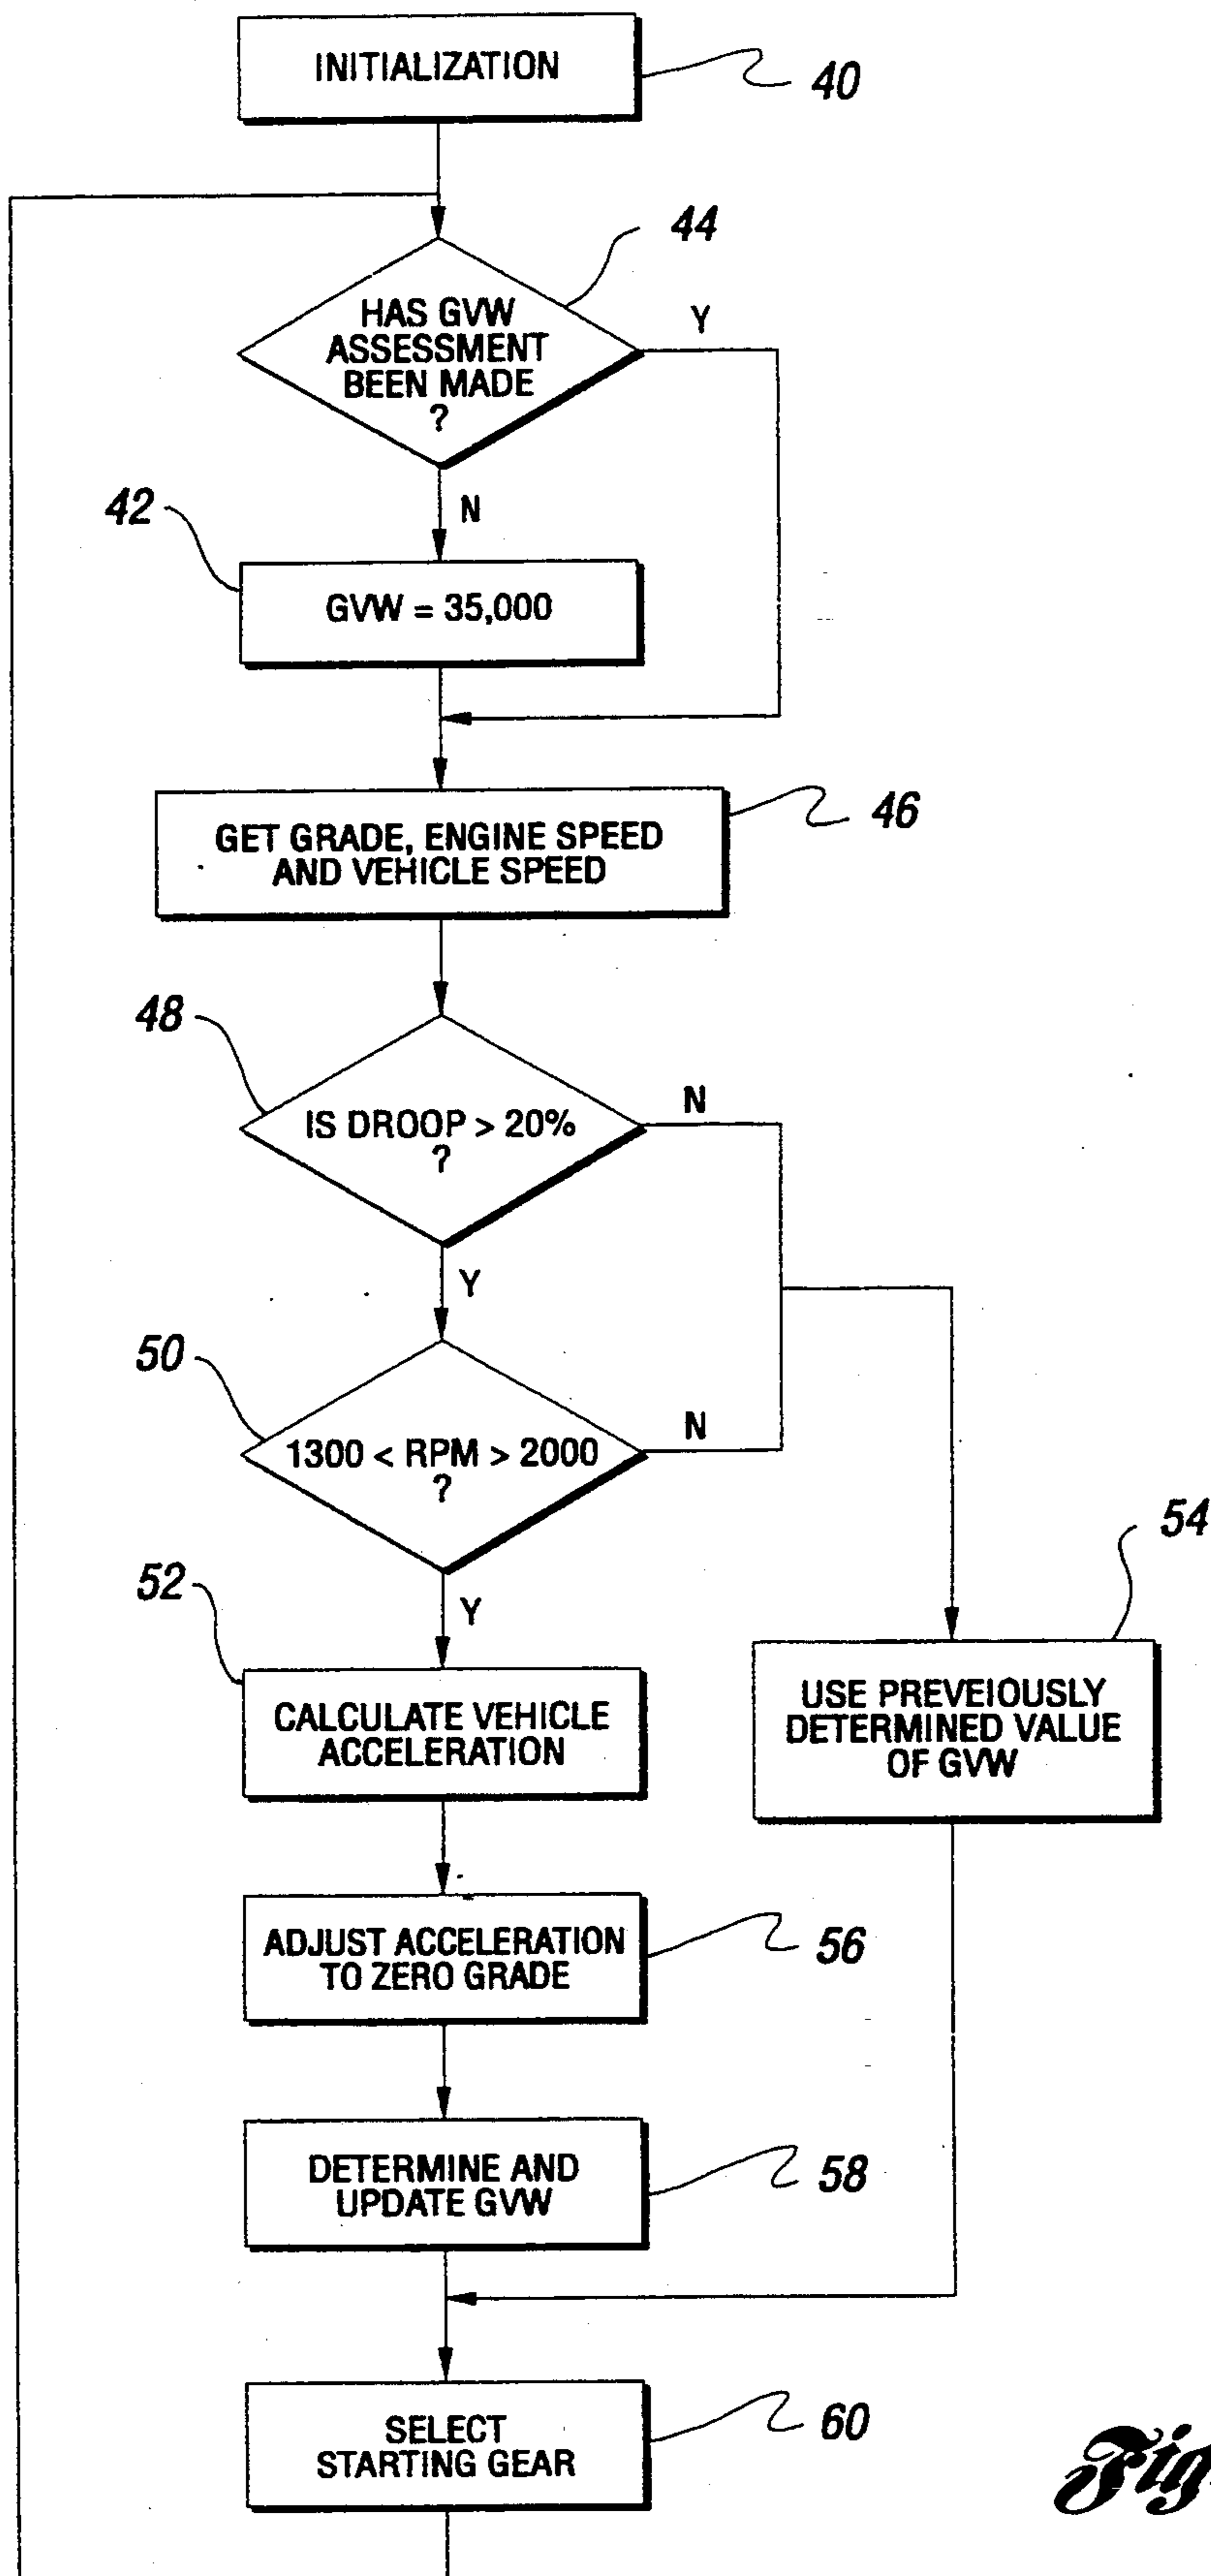 INITIALIZATION
40
44
HAS GVW
ASSESSMENT
BEEN MADE
?
Y
N
42
GVW = 35,000
46
GET GRADE, ENGINE SPEED
AND VEHICLE SPEED
48
IS DROOP > 20%
?
N
Y
50
1300 < RPM > 2000
?
N
Y
52
54
CALCULATE VEHICLE
ACCELERATION
USE PREVEIOUSLY
DETERMINED VALUE
OF GVW
ADJUST ACCELERATION
TO ZERO GRADE
56
DETERMINE AND
UPDATE GVW
58
SELECT
STARTING GEAR
60
Fig